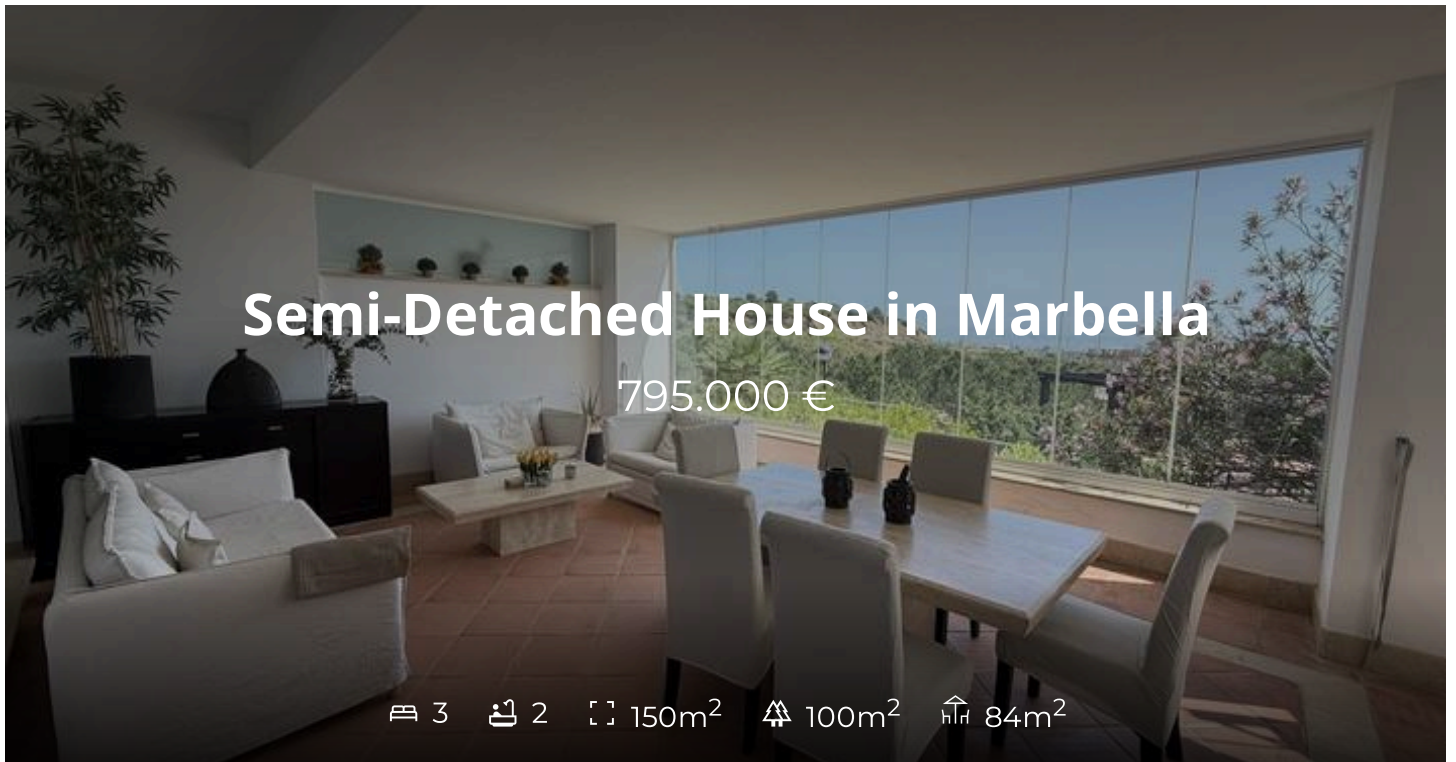 Semi-Detached House in Marbella
795.000 €
3 2 150m² 100m² 84m²